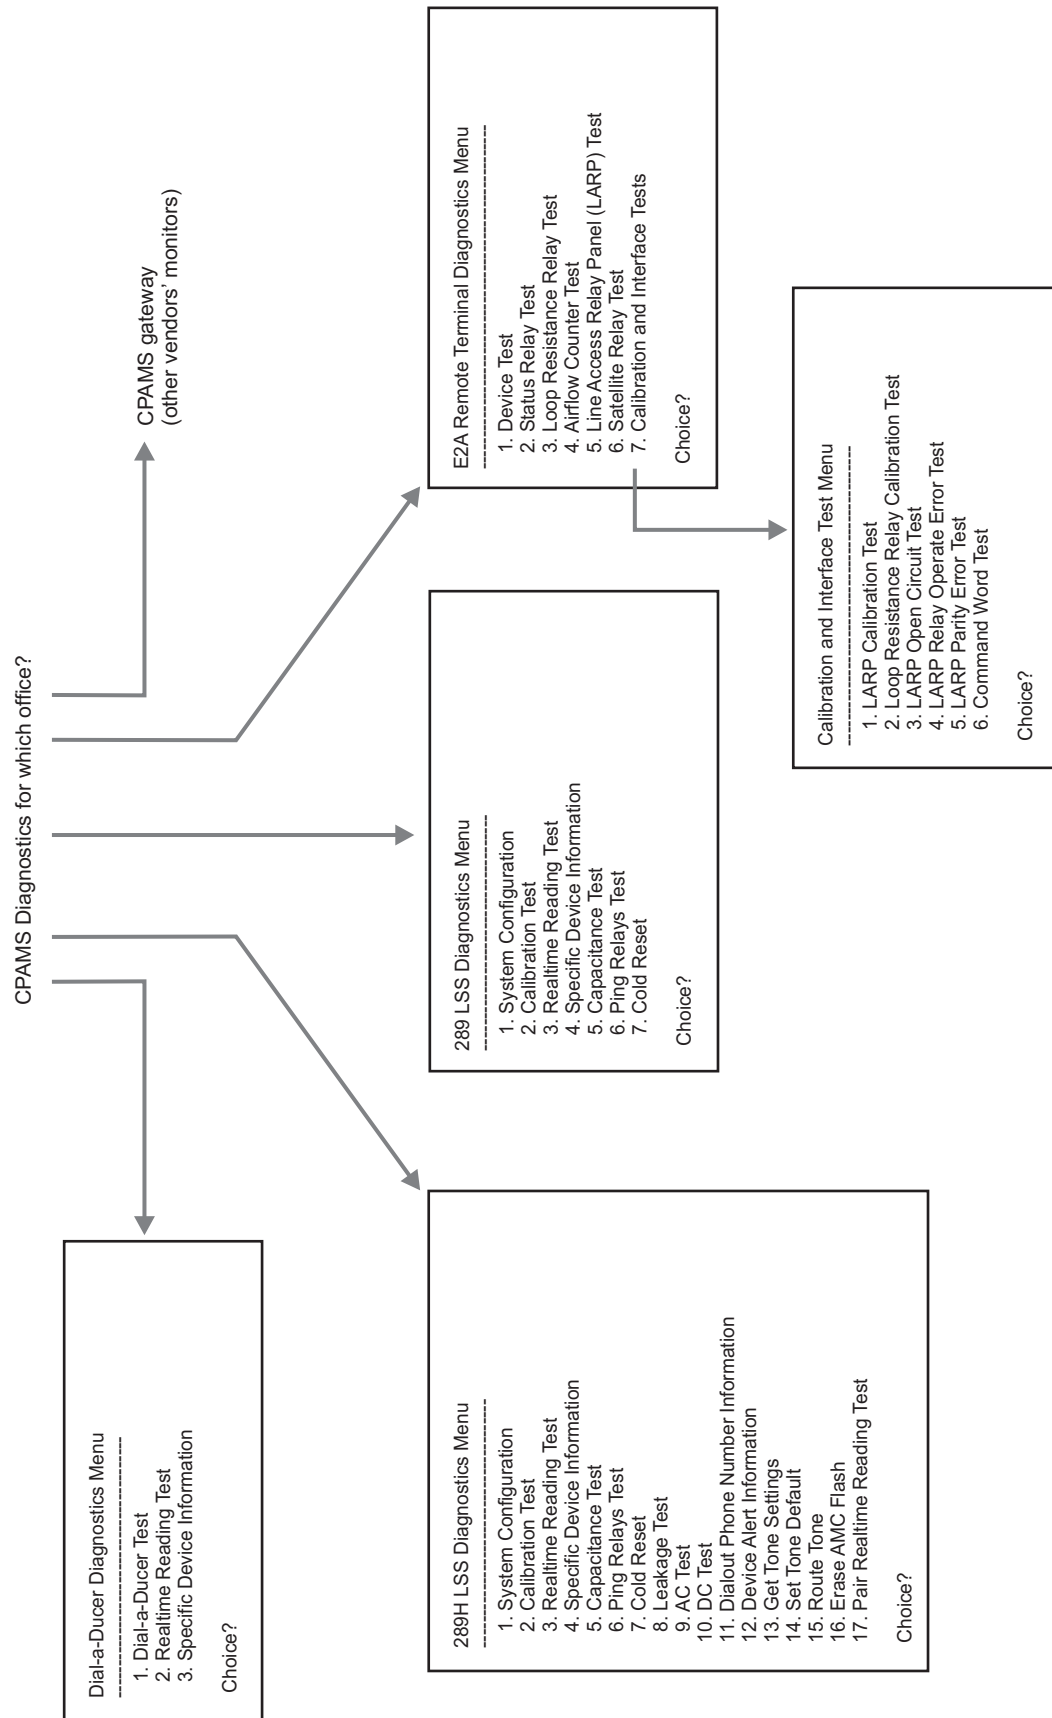 CPAMS Diagnostics for which office?
Dial-a-Ducer Diagnostics Menu
------------------------------------------
1. Dial-a-Ducer Test
2. Realtime Reading Test
3. Specific Device Information
Choice?
CPAMS gateway
(other vendors’ monitors)
289H LSS Diagnostics Menu
------------------------------------------
1. System Configuration
2. Calibration Test
3. Realtime Reading Test
4. Specific Device Information
5. Capacitance Test
6. Ping Relays Test
7. Cold Reset
8. Leakage Test
9. AC Test
10. DC Test
11. Dialout Phone Number Information
12. Device Alert Information
13. Get Tone Settings
14. Set Tone Default
15. Route Tone
16. Erase AMC Flash
17. Pair Realtime Reading Test
Choice?
289 LSS Diagnostics Menu
------------------------------------------
1. System Configuration
2. Calibration Test
3. Realtime Reading Test
4. Specific Device Information
5. Capacitance Test
6. Ping Relays Test
7. Cold Reset
Choice?
E2A Remote Terminal Diagnostics Menu
------------------------------------------
1. Device Test
2. Status Relay Test
3. Loop Resistance Relay Test
4. Airflow Counter Test
5. Line Access Relay Panel (LARP) Test
6. Satellite Relay Test
7. Calibration and Interface Tests
Choice?
Calibration and Interface Test Menu
------------------------------------------
1. LARP Calibration Test
2. Loop Resistance Relay Calibration Test
3. LARP Open Circuit Test
4. LARP Relay Operate Error Test
5. LARP Parity Error Test
6. Command Word Test
Choice?